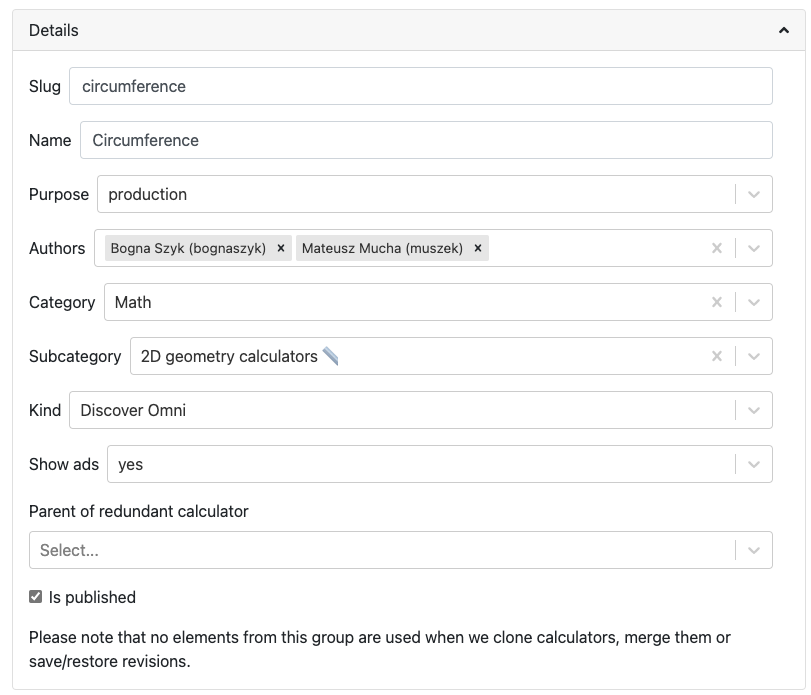 Details
Slug circumference
Name Circumference
Purpose production
Authors Bogna Szyk (bognaszyk) × Mateusz Mucha (muszek) ×
Category Math
Subcategory 2D geometry calculators 📏
Kind Discover Omni
Show ads yes
Parent of redundant calculator
Select...
Is published
Please note that no elements from this group are used when we clone calculators, merge them or
save/restore revisions.